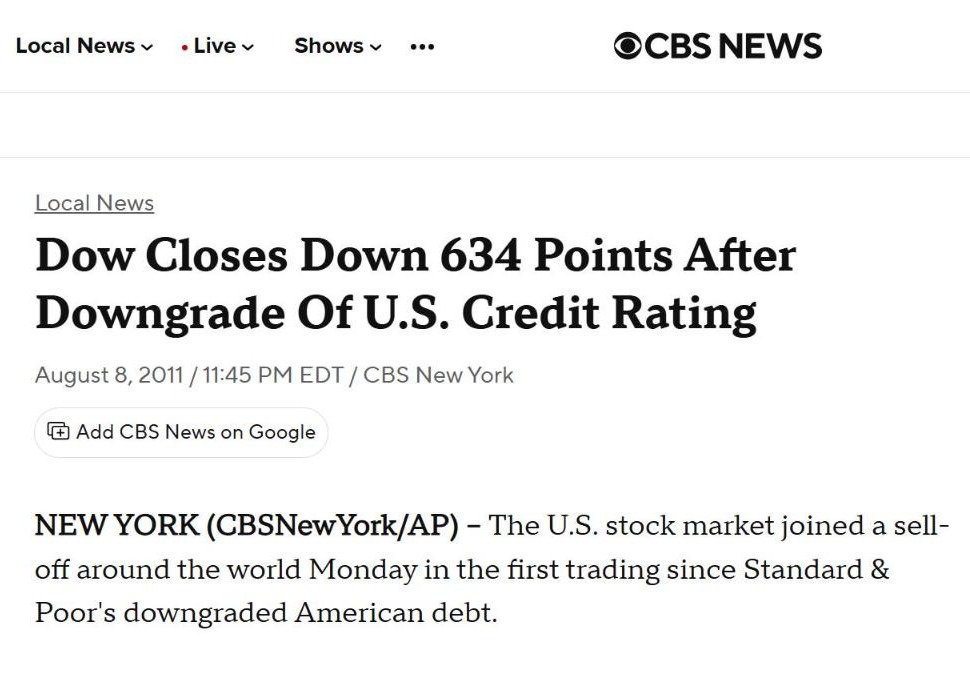 Local News Live Shows ... CBS NEWS
Local News
Dow Closes Down 634 Points After
Downgrade Of U.S. Credit Rating
August 8, 2011 / 11:45 PM EDT / CBS New York
Add CBS News on Google
NEW YORK (CBSNewYork/AP) – The U.S. stock market joined a sell-
off around the world Monday in the first trading since Standard &
Poor's downgraded American debt.